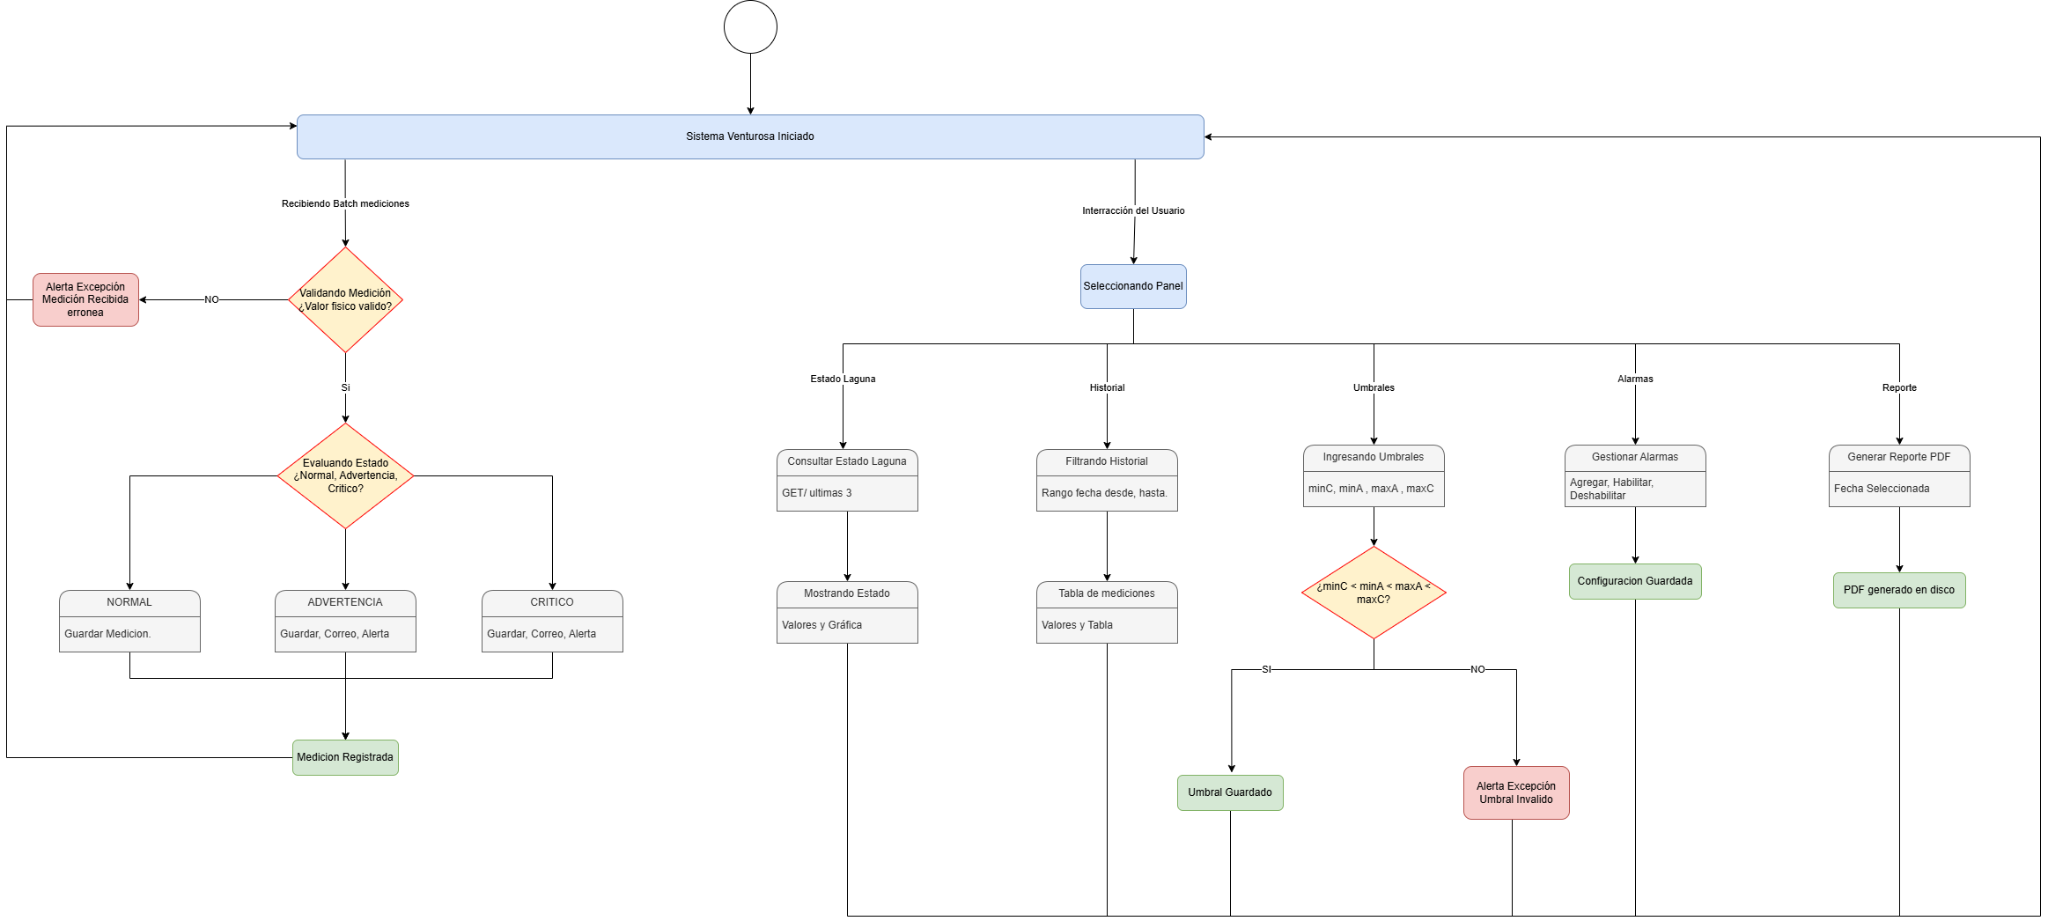 Sistema Venturosa Iniciado
Recibiendo Batch mediciones
Interracción del Usuario
Alerta Excepción
Medición Recibida
erronea
NO
Validando Medición
¿Valor fisico valido?
Seleccionando Panel
Si
Estado Laguna
Historial
Umbrales
Alarmas
Reporte
Evaluando Estado
¿Normal, Advertencia,
Critico?
Consultar Estado Laguna
GET/ ultimas 3
Filtrando Historial
Rango fecha desde, hasta.
Ingresando Umbrales
minC, minA , maxA , maxC
Gestionar Alarmas
Agregar, Habilitar,
Deshabilitar
Generar Reporte PDF
Fecha Seleccionada
NORMAL
Guardar Medicion.
ADVERTENCIA
Guardar, Correo, Alerta
CRITICO
Guardar, Correo, Alerta
Mostrando Estado
Valores y Gráfica
Tabla de mediciones
Valores y Tabla
¿minC < minA < maxA <
maxC?
Configuracion Guardada
PDF generado en disco
SI
NO
Medicion Registrada
Umbral Guardado
Alerta Excepción
Umbral Invalido